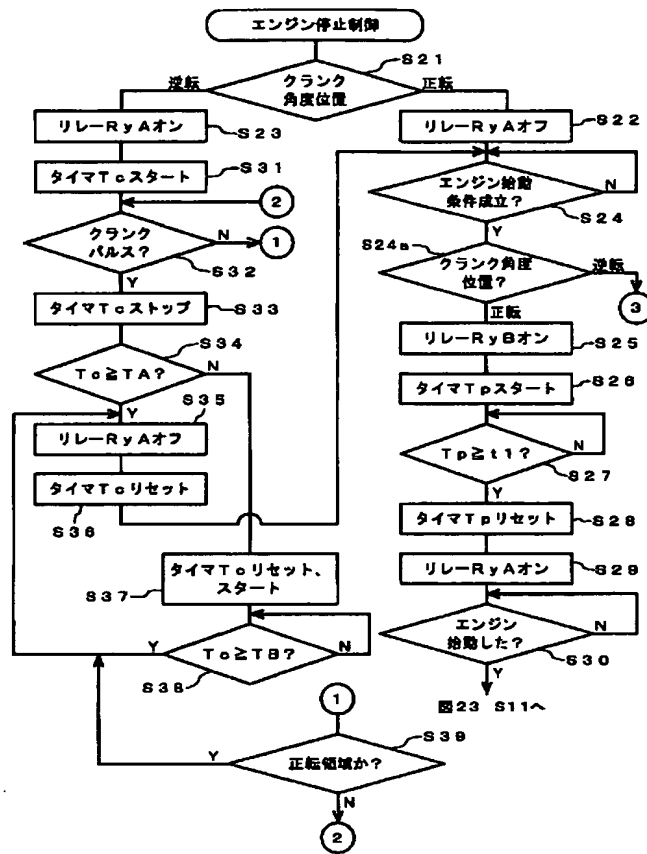 エンジン停止制御
S21
クランク
角度位置
逆転
正転
リレーRyAオン
S23
タイマTcスタート
S31
2
クランク
パルス？
N
1
S32
Y
タイマTcストップ
S33
S34
Tc≧TA？
N
Y
S35
リレーRyAオフ
タイマTcリセット
S36
リレーRyAオフ
S22
エンジン始動
条件成立？
N
S24
Y
S24a
クランク角度
位置？
逆転
3
正転
リレーRyBオン
S25
タイマTpスタート
S26
Tp≧t1？
N
S27
Y
タイマTpリセット
S28
リレーRyAオン
S29
エンジン
始動した？
N
S30
Y
図23 S11へ
タイマTcリセット、
スタート
S37
Tc≧TB？
Y
N
S38
1
S39
正転領域か？
Y
N
2